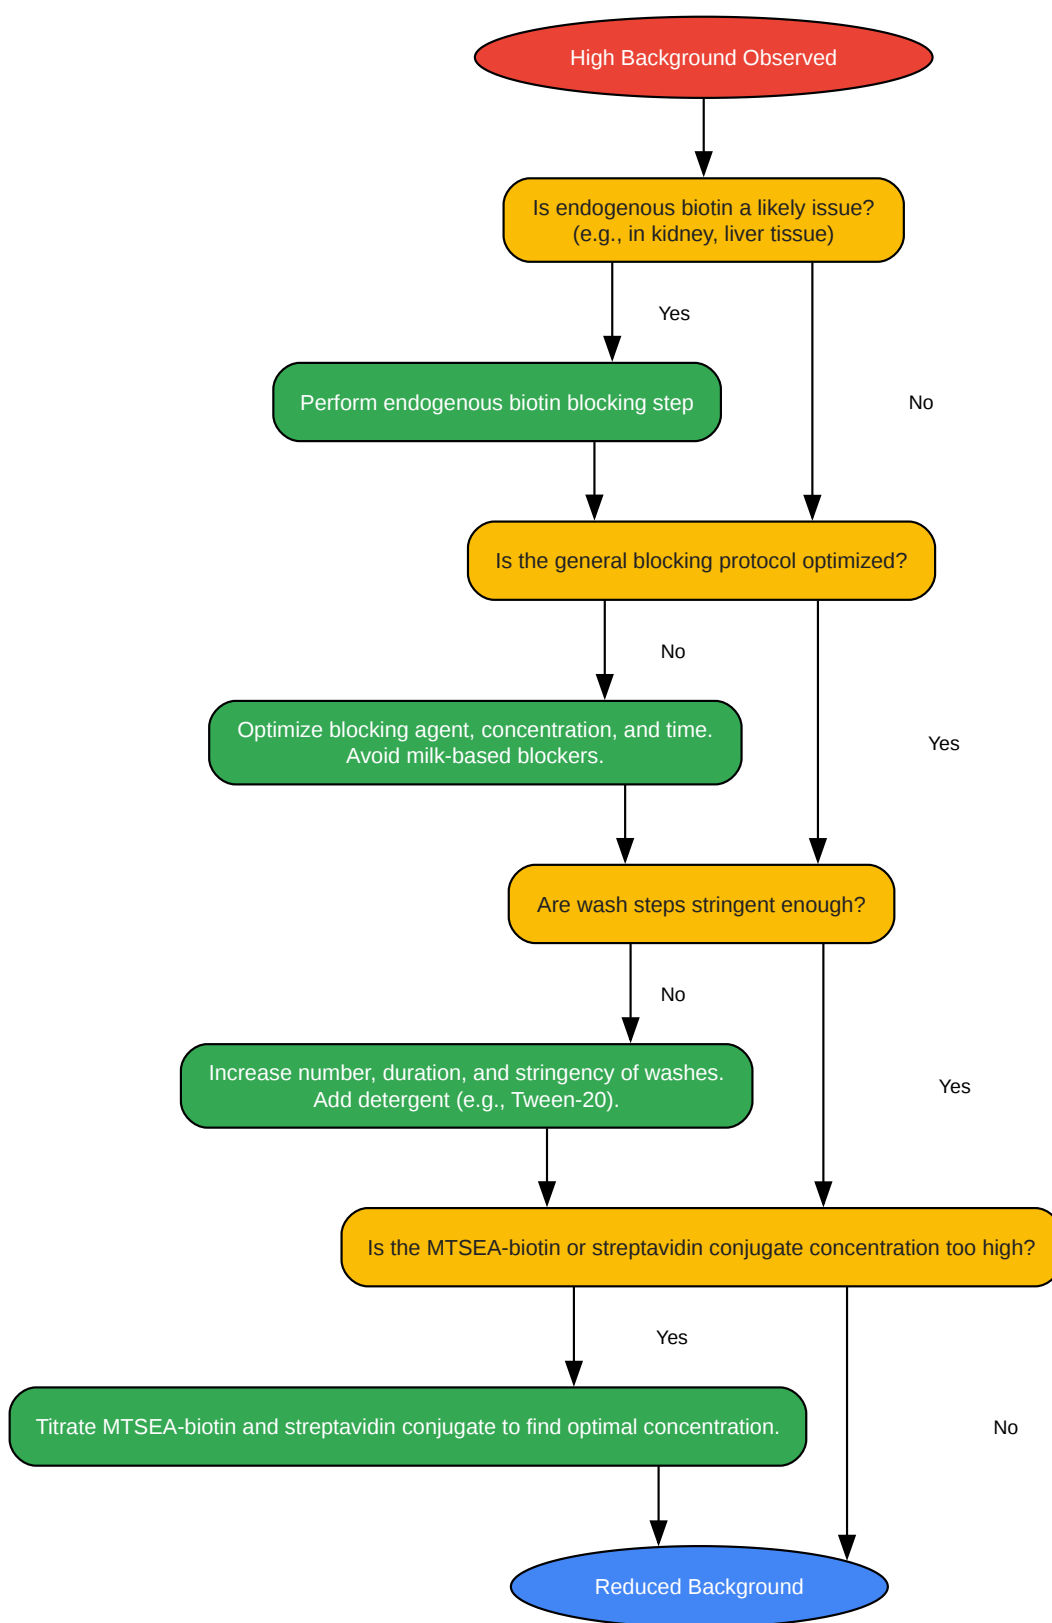 High Background Observed
Is endogenous biotin a likely issue?
(e.g., in kidney, liver tissue)
Yes
Perform endogenous biotin blocking step
No
Is the general blocking protocol optimized?
No
Optimize blocking agent, concentration, and time.
Avoid milk-based blockers.
Yes
Are wash steps stringent enough?
No
Increase number, duration, and stringency of washes.
Add detergent (e.g., Tween-20).
Yes
Is the MTSEA-biotin or streptavidin conjugate concentration too high?
Yes
Titrate MTSEA-biotin and streptavidin conjugate to find optimal concentration.
No
Reduced Background